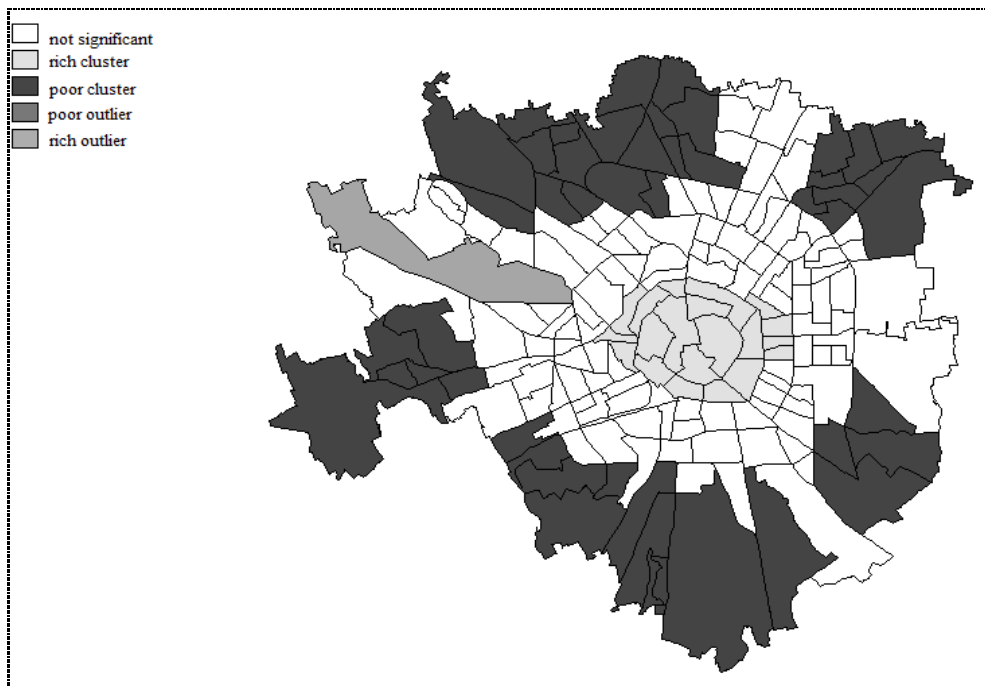 not significant
rich cluster
poor cluster
poor outlier
rich outlier